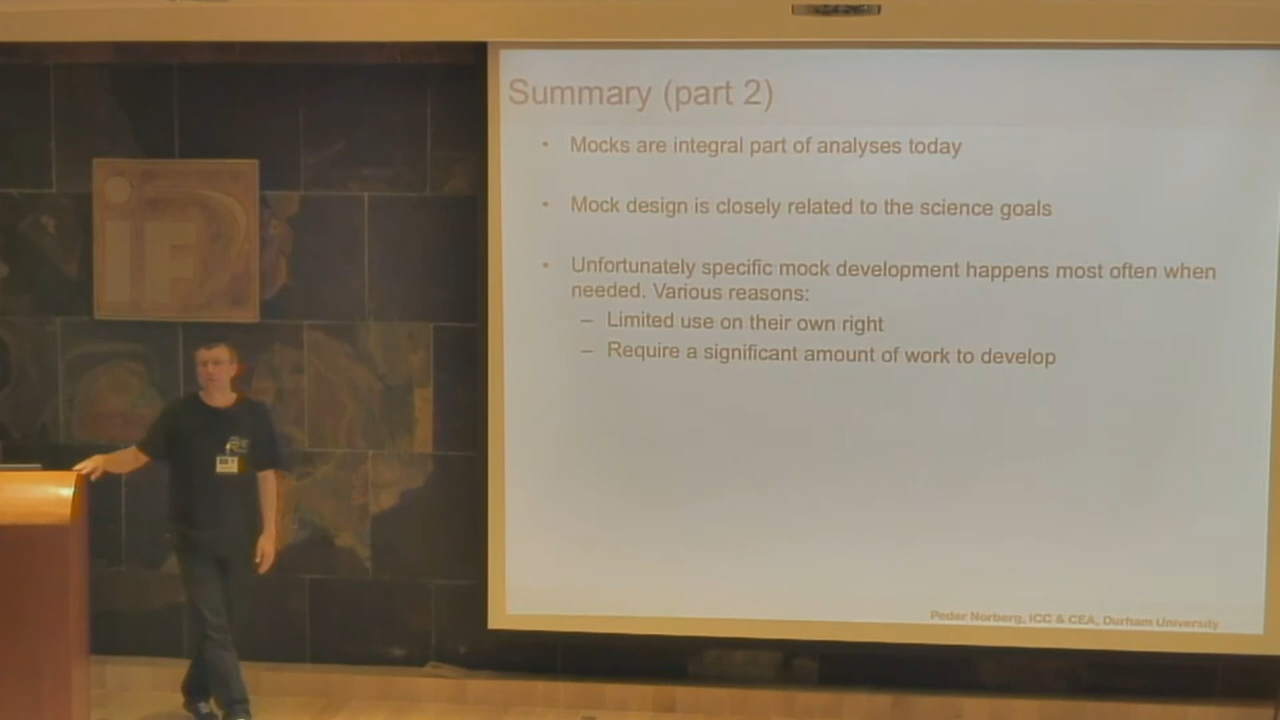 Summary (part 2)
• Mocks are integral part of analyses today
• Mock design is closely related to the science goals
• Unfortunately specific mock development happens most often when
needed. Various reasons:
– Limited use on their own right
– Require a significant amount of work to develop
iF
Peder Norberg, ICC & CEA, Durham University